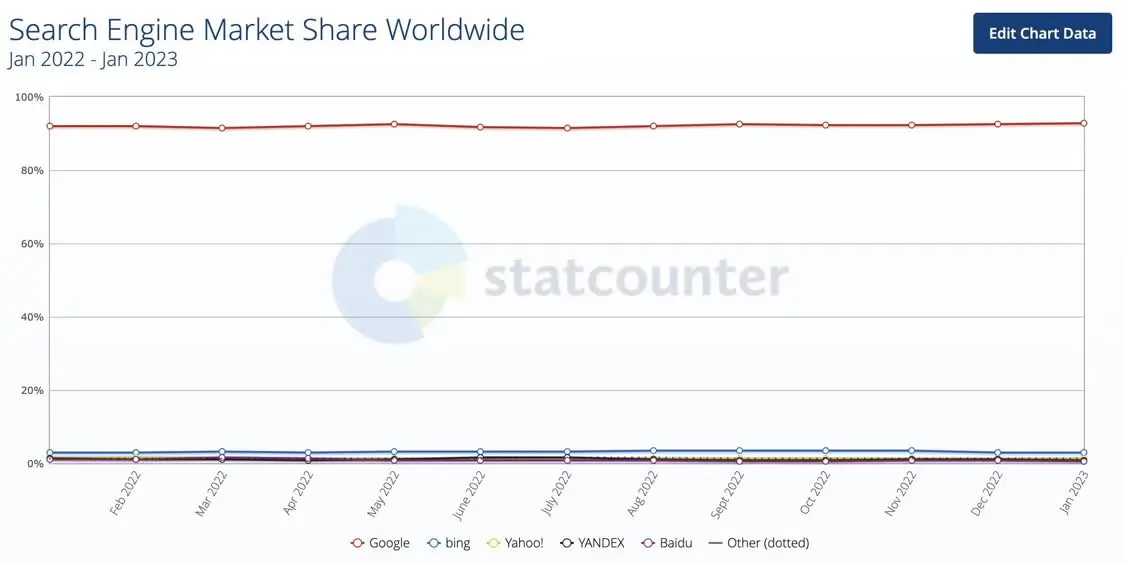 Search Engine Market Share Worldwide
Jan 2022 - Jan 2023
Edit Chart Data
100%
80%
60%
40%
20%
0%
statcounter
Feb 2022
Mar 2022
Apr 2022
May 2022
June 2022
July 2022
Aug 2022
Sept 2022
Oct 2022
Nov 2022
Dec 2022
Jan 2023
Google bing Yahoo! YANDEX Baidu Other (dotted)